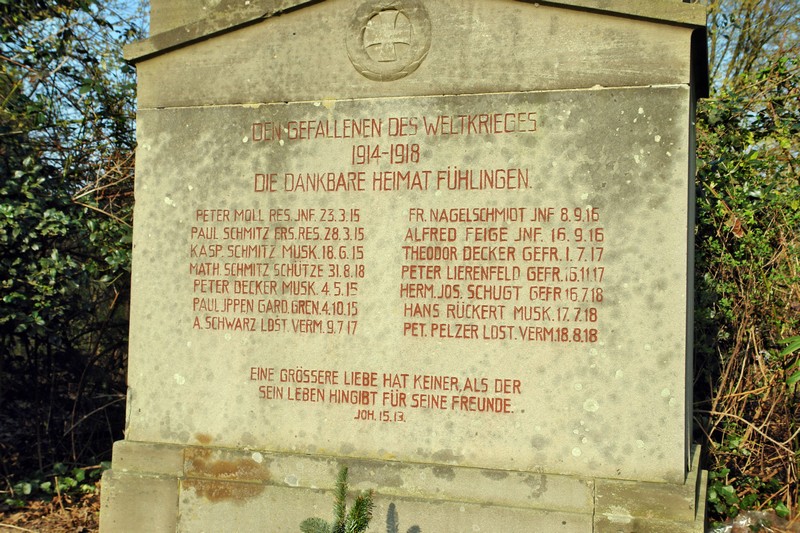 DEN GEFALLENEN DES WELTKRIEGES
1914-1918
DIE DANKBARE HEIMAT FÜHLINGEN.
PETER MOLL RES. JNF. 23.3.15
PAUL SCHMITZ ERS. RES. 28.3.15
KASP. SCHMITZ MUSK. 18.6.15
MATH. SCHMITZ SCHÜTZE 31.8.18
PETER DECKER MUSK. 4.5.15
PAUL JPPEN GARD. GREN. 4.10.15
A. SCHWARZ LDST. VERM. 9.7.17
FR. NAGELSCHMIDT JNF 8.9.16
ALFRED FEIGE JNF. 16.9.16
THEODOR DECKER GEFR. 1.7.17
PETER LIERENFELD GEFR. 15.11.17
HERM. JOS. SCHUGT GEFR 16.7.18
HANS RÜCKERT MUSK. 17.7.18
PET. PELZER LDST. VERM. 18.8.18
EINE GRÖSSERE LIEBE HAT KEINER, ALS DER
SEIN LEBEN HINGIBT FÜR SEINE FREUNDE.
JOH. 15.13.